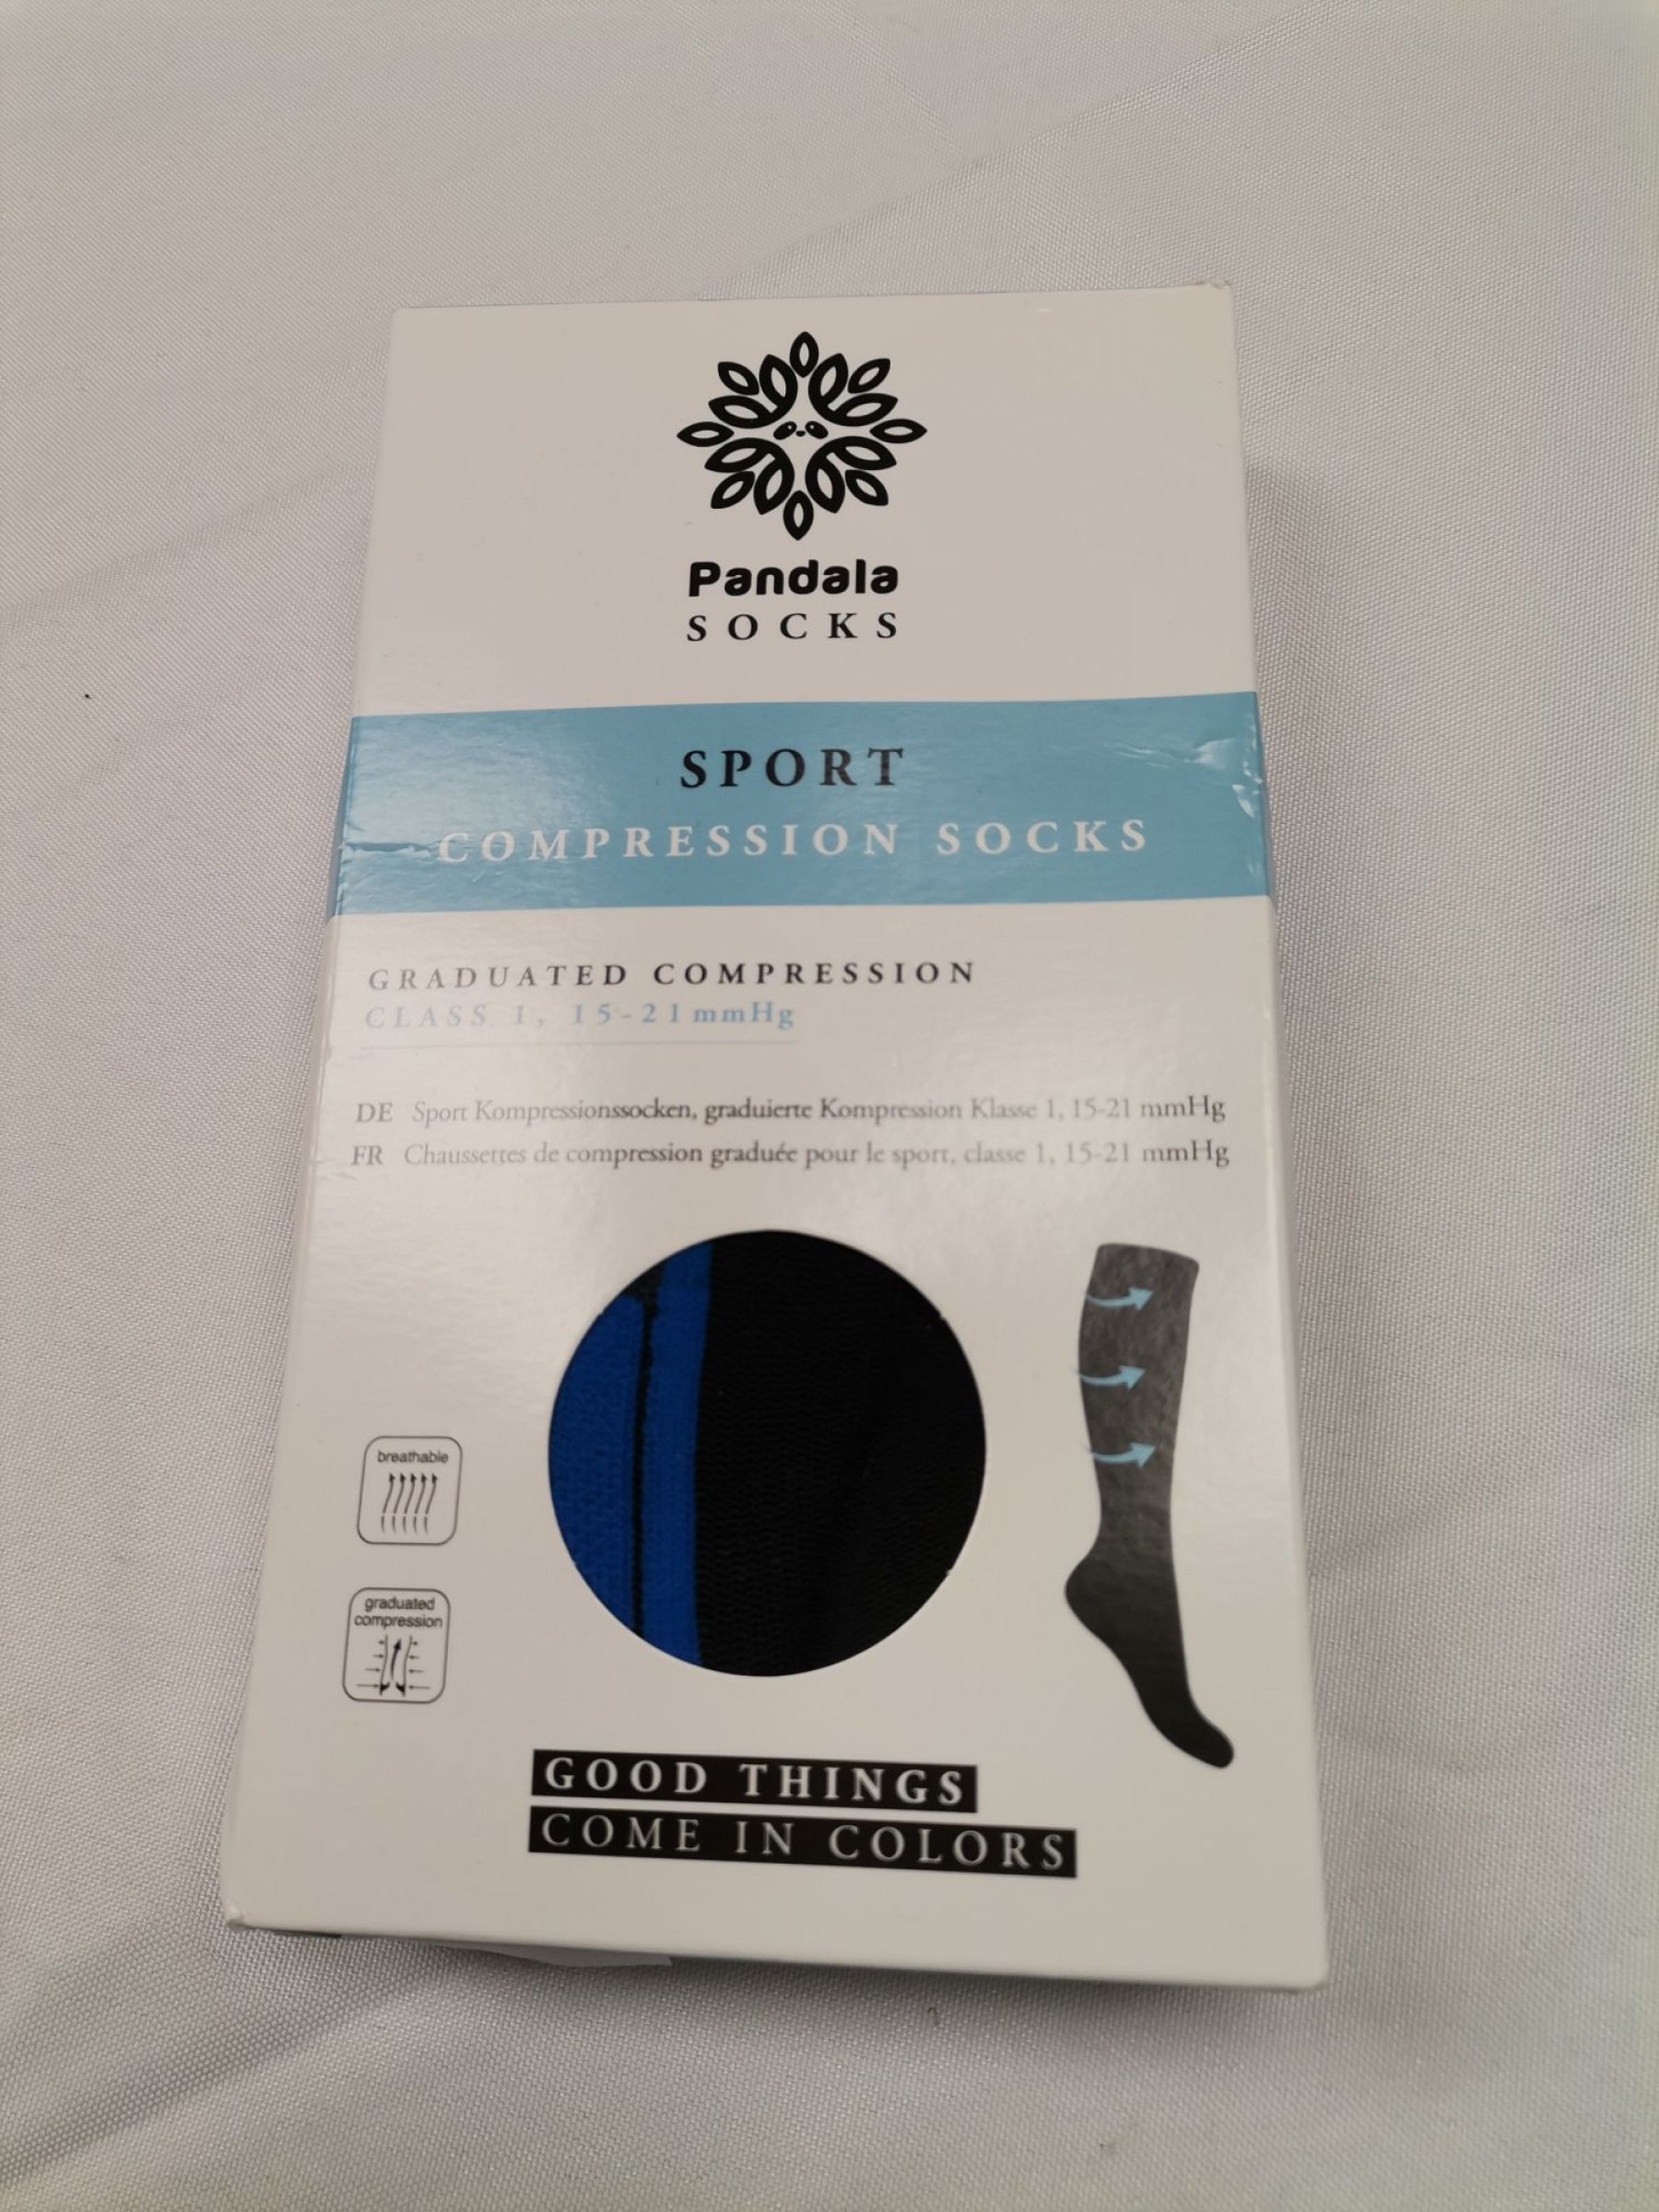 Pandala
SOCKS
SPORT
COMPRESSION SOCKS
GRADUATED COMPRESSION
CLASS 1, 15-21 mmHg
DE Sport Kompressionssocken, graduierte Kompression Klasse 1, 15-21 mmHg
FR Chaussettes de compression graduée pour le sport, classe 1, 15-21 mmHg
breathable
graduated
compression
GOOD THINGS
COME IN COLORS